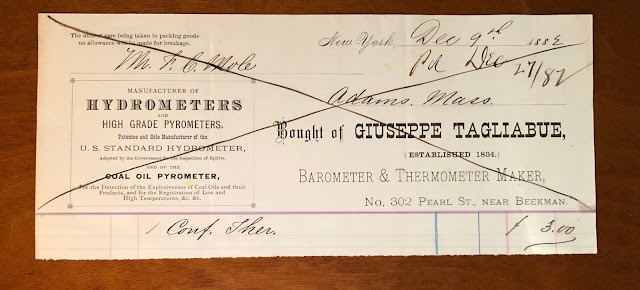 The utmost care being taken in packing goods
no allowance will be made for breakage.
New York, Dec 9th 1882
Pd Dec 27/82
Mr. F. C. Mole
Adams. Mass.
MANUFACTURER OF
HYDROMETERS
AND
HIGH GRADE PYROMETERS.
Patentee and Sole Manufacturer of the
U. S. STANDARD HYDROMETER,
Adopted by the Government for the Inspection of Spirits.
AND OF THE
COAL OIL PYROMETER,
For the Detection of the Explosiveness of Coal Oils and their
Products, and for the Registration of Low and
High Temperatures, &c. &c.
Bought of GIUSEPPE TAGLIABUE,
(ESTABLISHED 1834.)
BAROMETER & THERMOMETER MAKER,
No. 302 PEARL ST., NEAR BEEKMAN.
1 Conf. Ther. $ 3.00